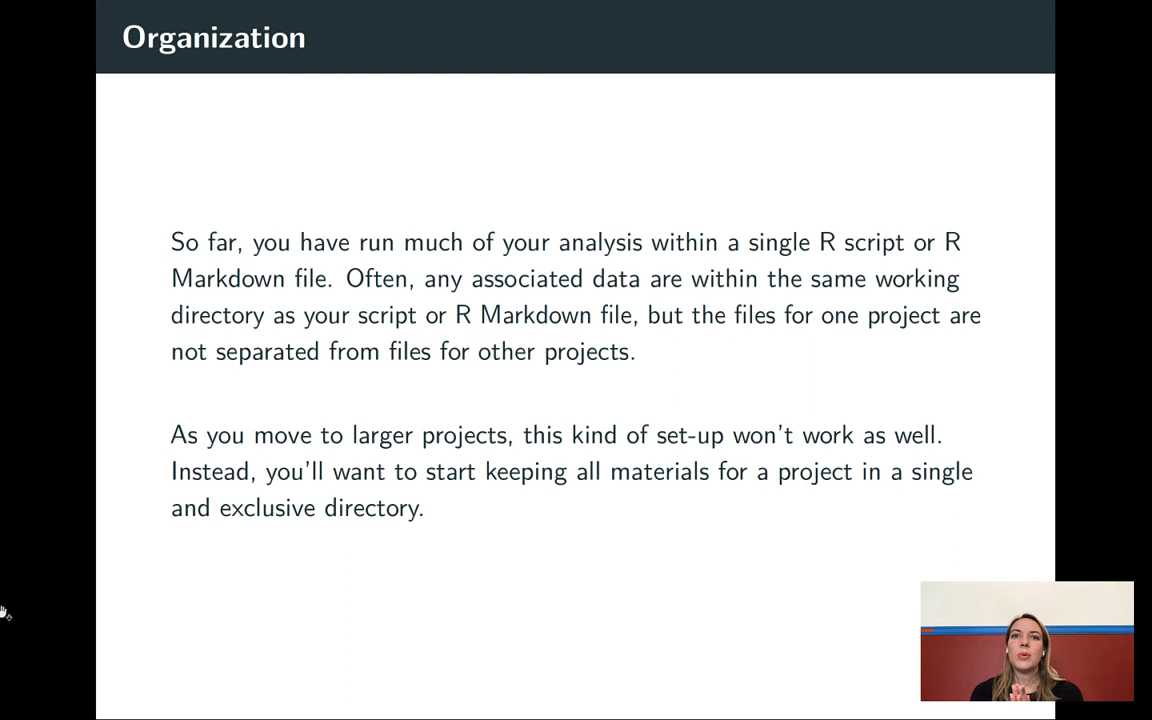 Organization
So far, you have run much of your analysis within a single R script or R
Markdown file. Often, any associated data are within the same working
directory as your script or R Markdown file, but the files for one project are
not separated from files for other projects.
As you move to larger projects, this kind of set-up won't work as well.
Instead, you'll want to start keeping all materials for a project in a single
and exclusive directory.